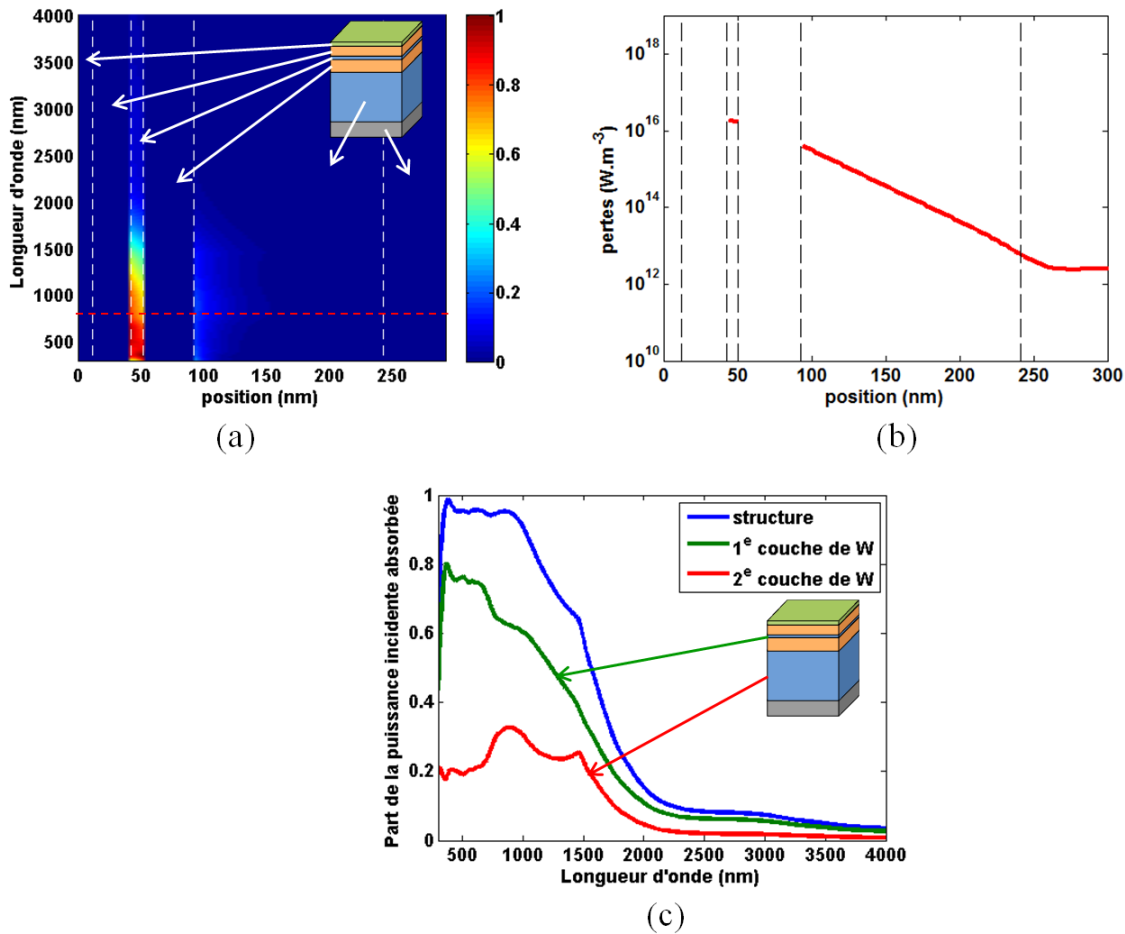 4000
3500
3000
2500
2000
1500
1000
500
Longueur d'onde (nm)
0 50 100 150 200 250
position (nm)
1
0.8
0.6
0.4
0.2
0
(a)
10^18
10^16
10^14
10^12
10^10
pertes (W.m^-3)
0 50 100 150 200 250 300
position (nm)
(b)
1
0.8
0.6
0.4
0.2
0
Part de la puissance incidente absorbée
structure
1^e couche de W
2^e couche de W
500 1000 1500 2000 2500 3000 3500 4000
Longueur d'onde (nm)
(c)